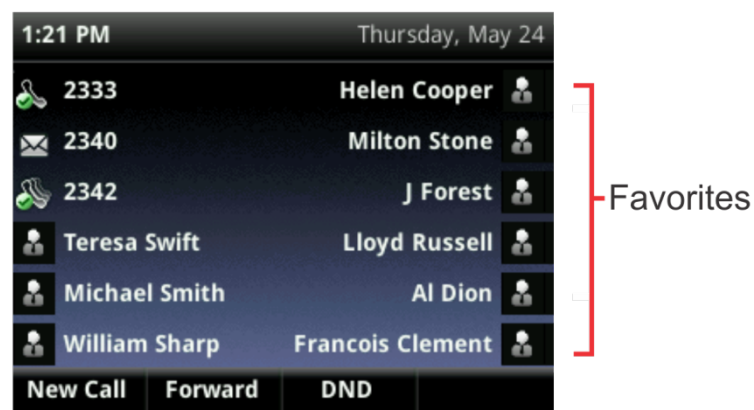 1:21 PM Thursday, May 24
2333 Helen Cooper
2340 Milton Stone
2342 J Forest
Teresa Swift Lloyd Russell
Michael Smith Al Dion
William Sharp Francois Clement
New Call Forward DND
Favorites